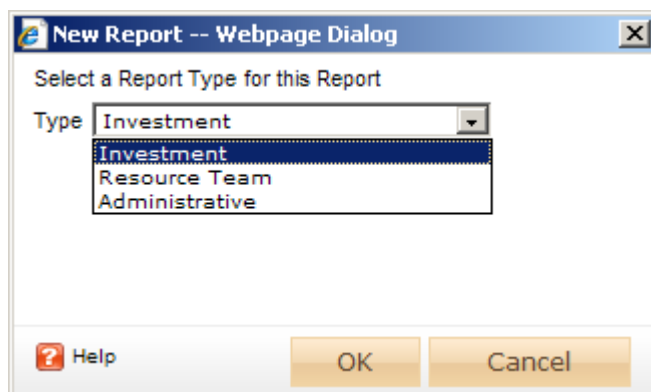 New Report -- Webpage Dialog
Select a Report Type for this Report
Type Investment
Investment
Resource Team
Administrative
Help OK Cancel